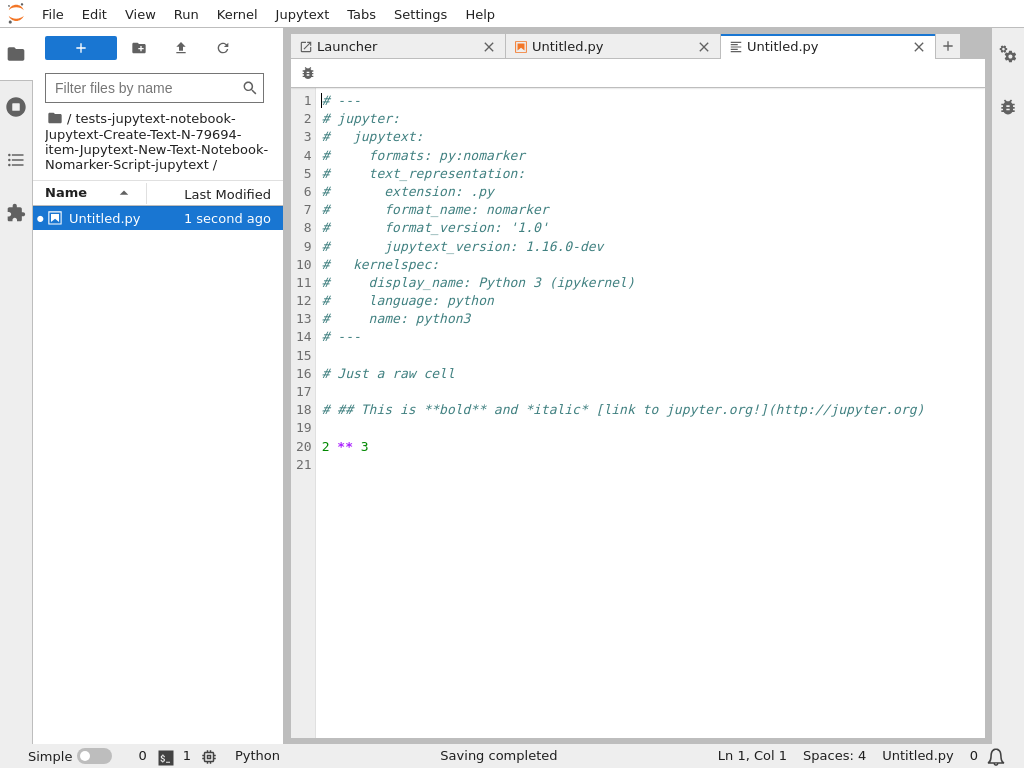 File Edit View Run Kernel Jupytext Tabs Settings Help
Launcher
Untitled.py
Untitled.py
Filter files by name
/ tests-jupytext-notebook-
Jupytext-Create-Text-N-79694-
item-Jupytext-New-Text-Notebook-
Nomarker-Script-jupytext /
Name Last Modified
Untitled.py 1 second ago
1 # ---
2 # jupyter:
3 #   jupytext:
4 #     formats: py:nomarker
5 #     text_representation:
6 #       extension: .py
7 #       format_name: nomarker
8 #       format_version: '1.0'
9 #       jupytext_version: 1.16.0-dev
10 #   kernelspec:
11 #     display_name: Python 3 (ipykernel)
12 #     language: python
13 #     name: python3
14 # ---
15
16 # Just a raw cell
17
18 # ## This is **bold** and *italic* [link to jupyter.org!](http://jupyter.org)
19
20 2 ** 3
21
Simple 0 $_ 1 Python Saving completed Ln 1, Col 1 Spaces: 4 Untitled.py 0